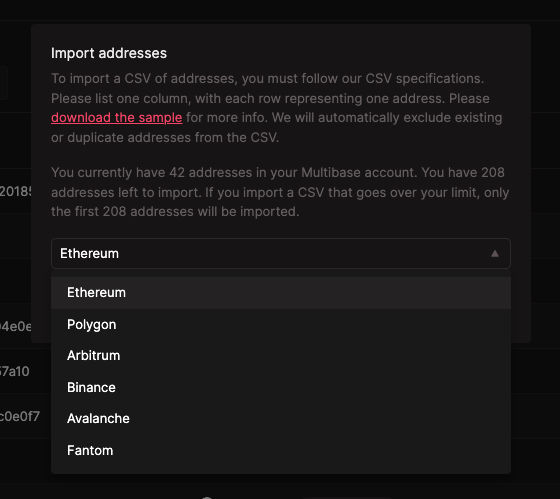 Import addresses
To import a CSV of addresses, you must follow our CSV specifications.
Please list one column, with each row representing one address. Please
download the sample for more info. We will automatically exclude existing
or duplicate addresses from the CSV.
You currently have 42 addresses in your Multibase account. You have 208
addresses left to import. If you import a CSV that goes over your limit, only
the first 208 addresses will be imported.
20185
Ethereum
Ethereum
Polygon
04e0e
Arbitrum
57a10
Binance
c0e0f7
Avalanche
Fantom